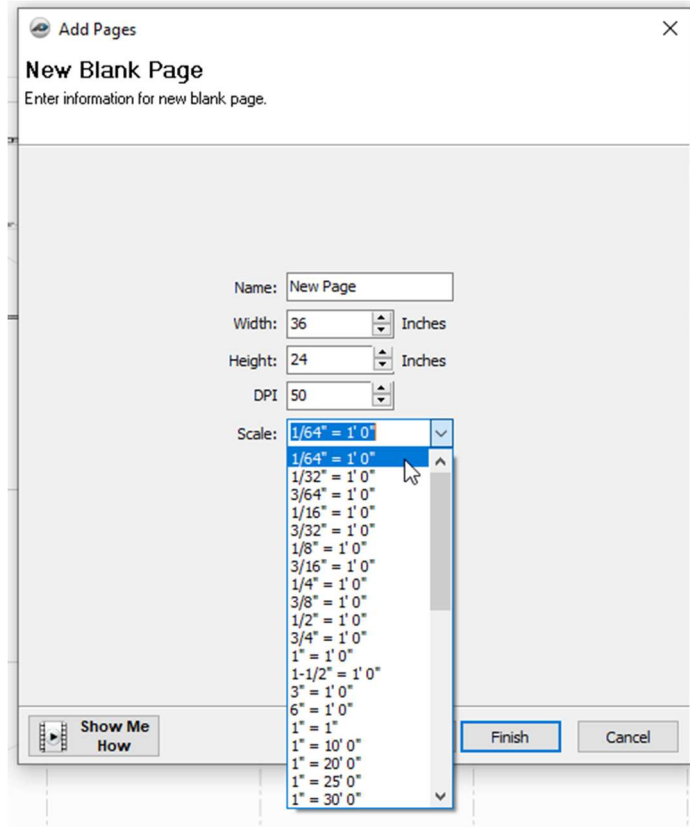 Add Pages
New Blank Page
Enter information for new blank page.
Name: New Page
Width: 36 Inches
Height: 24 Inches
DPI 50
Scale: 1/64" = 1' 0"
1/64" = 1' 0"
1/32" = 1' 0"
3/64" = 1' 0"
1/16" = 1' 0"
3/32" = 1' 0"
1/8" = 1' 0"
3/16" = 1' 0"
1/4" = 1' 0"
3/8" = 1' 0"
1/2" = 1' 0"
3/4" = 1' 0"
1" = 1' 0"
1-1/2" = 1' 0"
3" = 1' 0"
6" = 1' 0"
1" = 1"
1" = 10' 0"
1" = 20' 0"
1" = 25' 0"
1" = 30' 0"
Show Me
How
Finish
Cancel